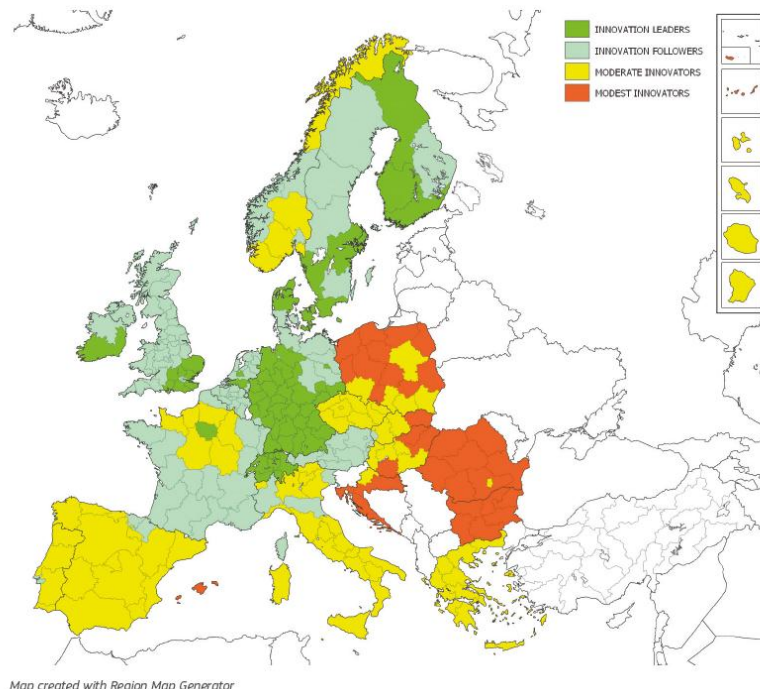 INNOVATION LEADERS
INNOVATION FOLLOWERS
MODERATE INNOVATORS
MODEST INNOVATORS
Map created with Region Map Generator